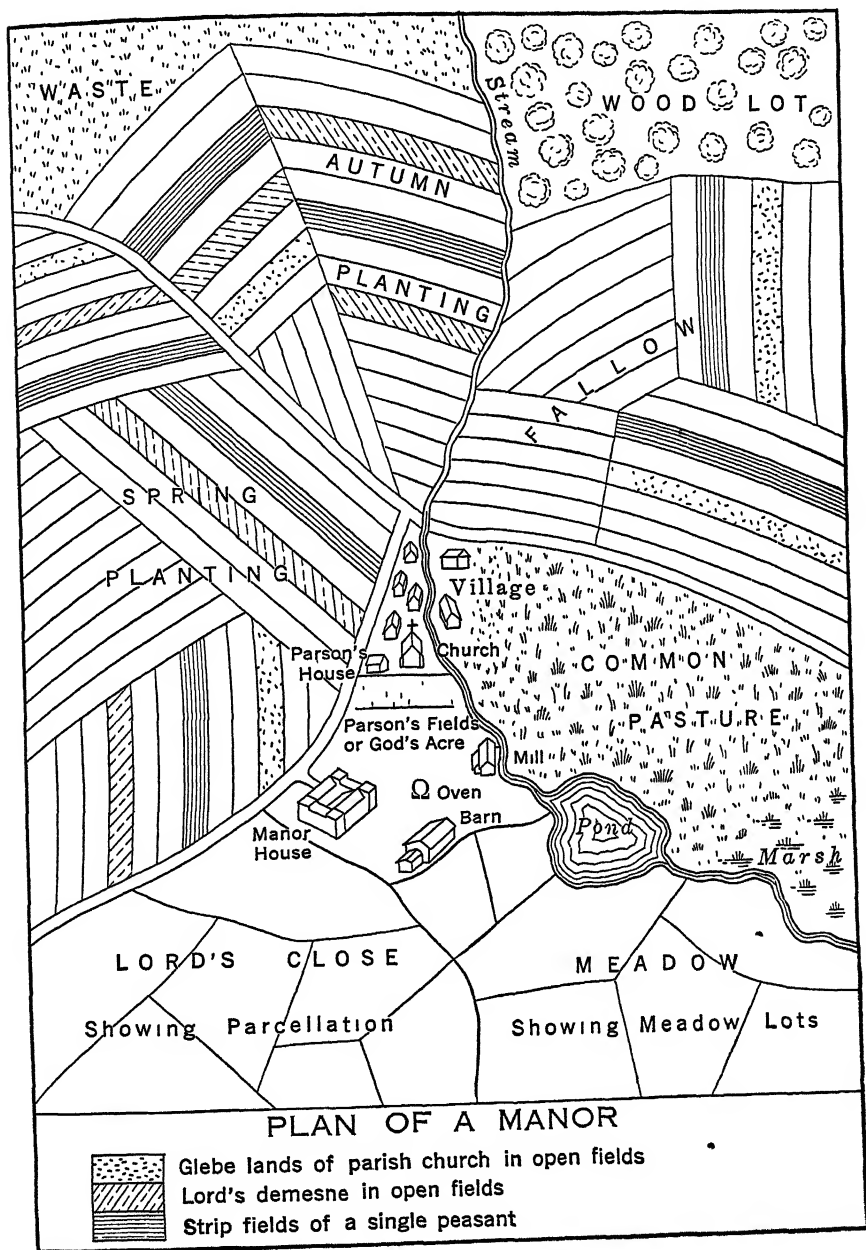 WASTE
Stream
WOOD LOT
AUTUMN
PLANTING
FALLOW
SPRING
PLANTING
Village
Parson's
House
Church
COMMON
PASTURE
Parson's Fields
or God's Acre
Mill
Ω Oven
Manor
House
Barn
Pond
Marsh
LORD'S CLOSE
Showing Parcellation
MEADOW
Showing Meadow Lots
PLAN OF A MANOR
Glebe lands of parish church in open fields
Lord's demesne in open fields
Strip fields of a single peasant